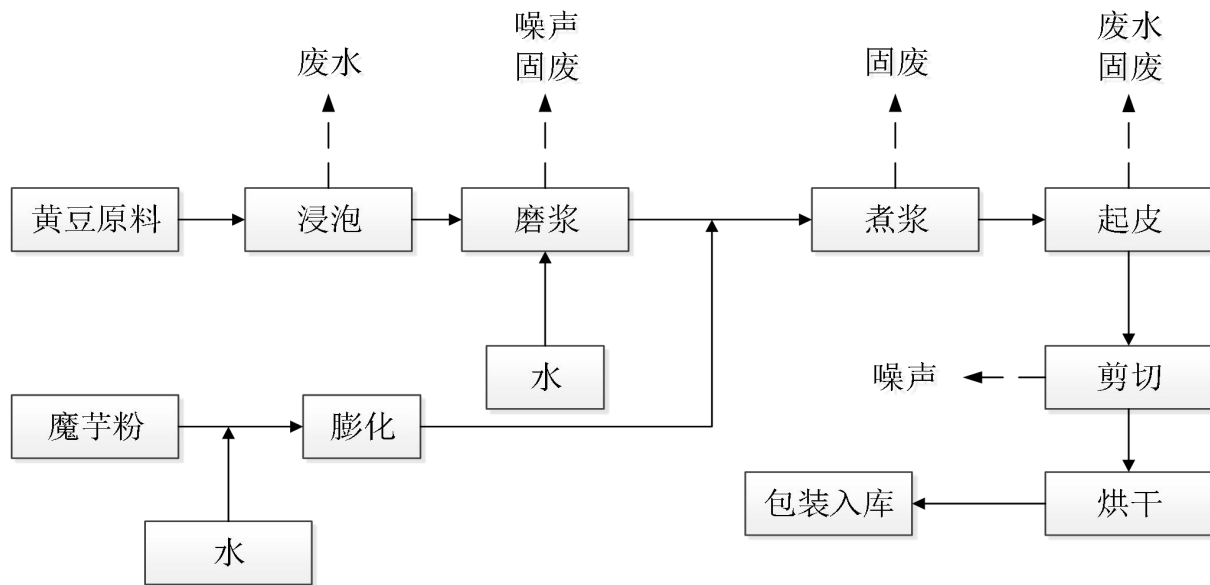 废水
噪声
固废
固废
废水
固废
黄豆原料
浸泡
磨浆
煮浆
起皮
水
噪声
剪切
魔芋粉
膨化
包装入库
烘干
水